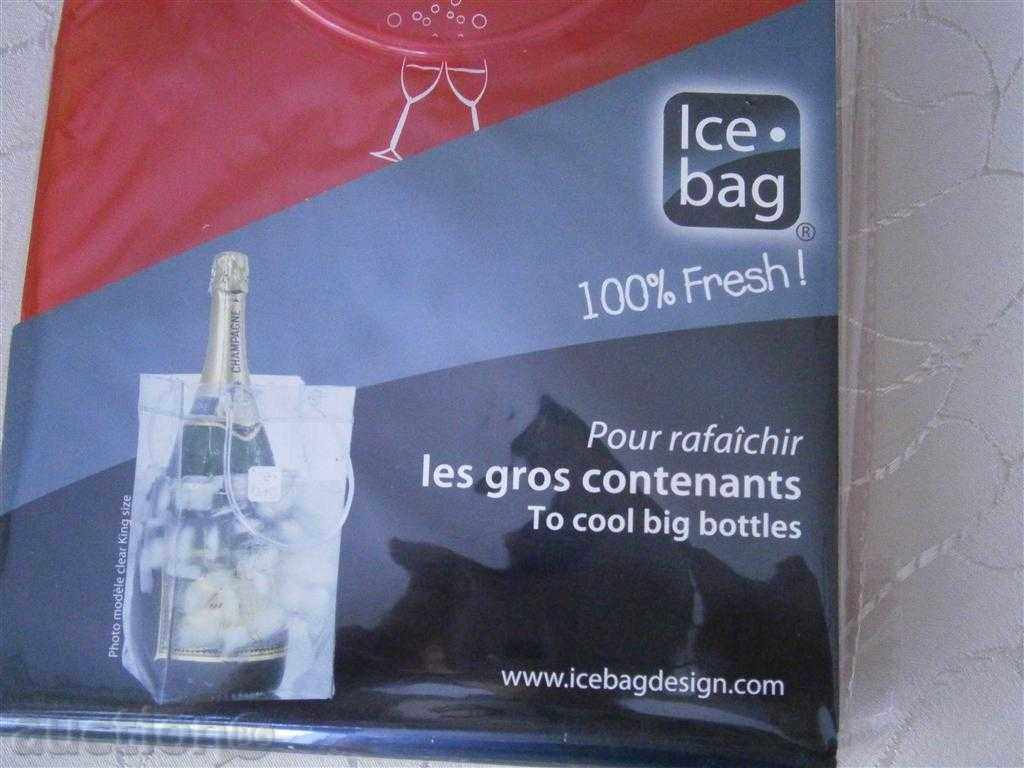 Ice •
bag
®
100% Fresh !
CHAMPAGNE
Pour rafaîchir
les gros contenants
To cool big bottles
Photo modèle clear King size
www.icebagdesign.com